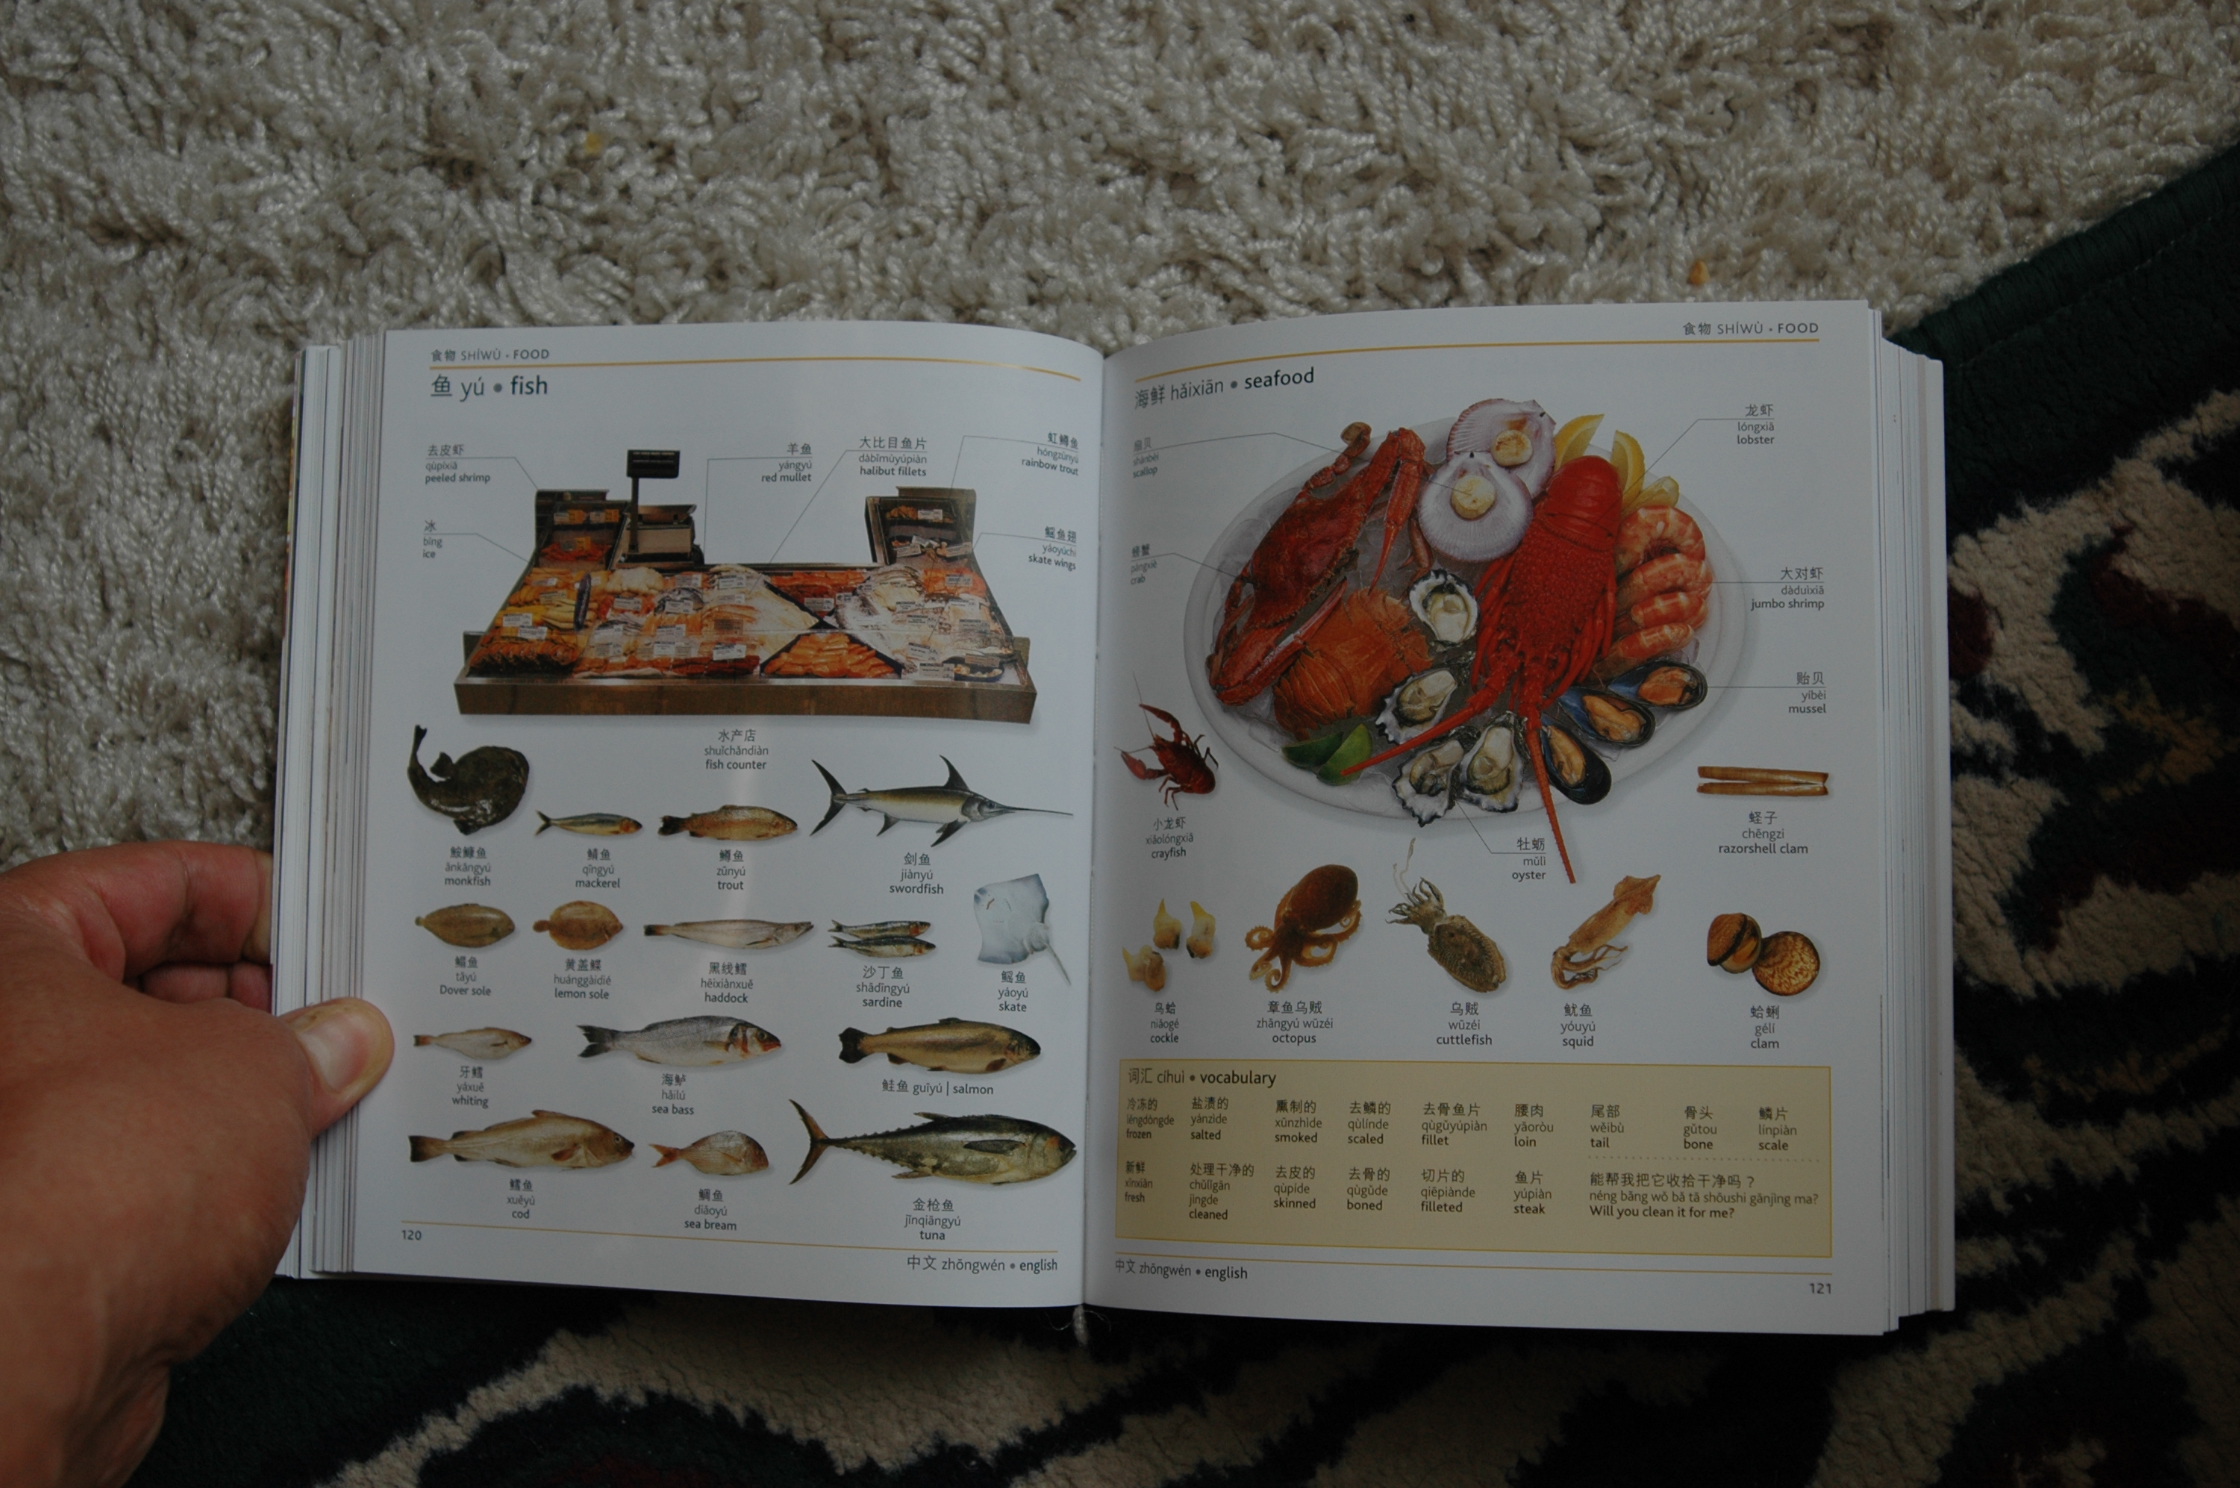 食物 SHÍWÙ • FOOD
鱼 yú • fish
去皮虾
qùpíxiā
peeled shrimp
羊鱼
yángyú
red mullet
大比目鱼片
dàbǐmùyúpiàn
halibut fillets
虹鳟鱼
hóngzūnyú
rainbow trout
冰
bīng
ice
鳐鱼翅
yáoyúchì
skate wings
水产店
shuǐchǎndiàn
fish counter
鮟鱇鱼
ānkāngyú
monkfish
鲭鱼
qīngyú
mackerel
鳟鱼
zūnyú
trout
剑鱼
jiànyú
swordfish
鳎鱼
tǎyú
Dover sole
黄盖鲽
huánggàidié
lemon sole
黑线鳕
hēixiànxuě
haddock
沙丁鱼
shādīngyú
sardine
鳐鱼
yáoyú
skate
牙鳕
yáxuě
whiting
海鲈
hǎilú
sea bass
鲑鱼 guīyú | salmon
鳕鱼
xuěyú
cod
鲷鱼
diāoyú
sea bream
金枪鱼
jīnqiāngyú
tuna
120
中文 zhōngwén • english
食物 SHÍWÙ • FOOD
海鲜 hǎixiān • seafood
扇贝
shànbèi
scallop
龙虾
lóngxiā
lobster
螃蟹
pángxiè
crab
大对虾
dàduìxiā
jumbo shrimp
贻贝
yíbèi
mussel
小龙虾
xiǎolóngxiā
crayfish
牡蛎
mǔlì
oyster
蛏子
chēngzi
razorshell clam
鸟蛤
niǎogé
cockle
章鱼乌贼
zhāngyú wūzéi
octopus
乌贼
wūzéi
cuttlefish
鱿鱼
yóuyú
squid
蛤蜊
gélí
clam
词汇 cíhuì • vocabulary
冷冻的
lěngdòngde
frozen
盐渍的
yánzìde
salted
熏制的
xūnzhìde
smoked
去鳞的
qùlínde
scaled
去骨鱼片
qùgǔyúpiàn
fillet
腰肉
yāoròu
loin
尾部
wěibù
tail
骨头
gǔtou
bone
鳞片
línpiàn
scale
新鲜
xīnxiān
fresh
处理干净的
chǔlǐgān
jìngde
cleaned
去皮的
qùpíde
skinned
去骨的
qùgǔde
boned
切片的
qiēpiànde
filleted
鱼片
yúpiàn
steak
能帮我把它收拾干净吗？
néng bāng wǒ bǎ tā shōushi gānjìng ma?
Will you clean it for me?
中文 zhōngwén • english
121